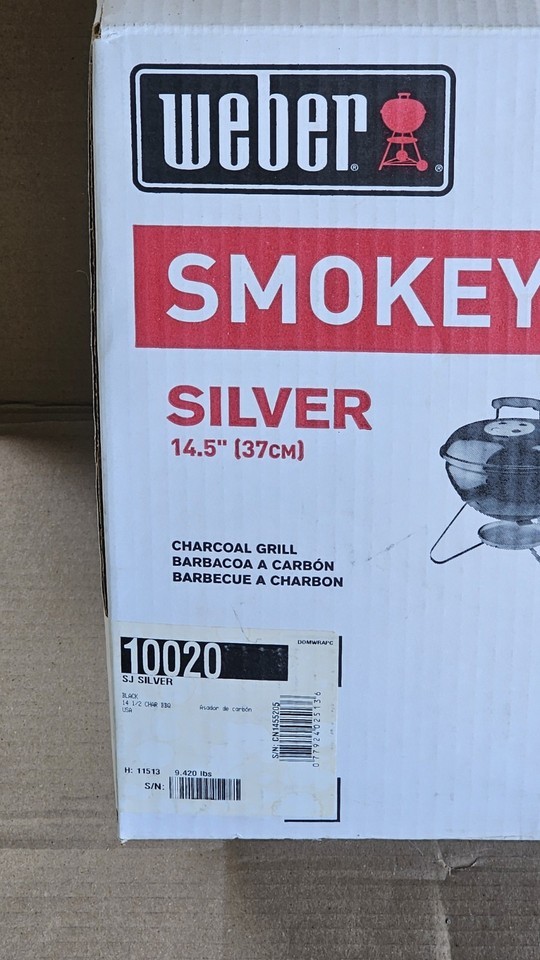 weber
SMOKEY
SILVER
14.5" (37CM)
CHARCOAL GRILL
BARBACOA A CARBÓN
BARBECUE A CHARBON
DOMWRAPC
10020
SJ SILVER
BLACK
14 1/2 CHAR BBQ
Asador de carbón
USA
S/N: CN1455205
077924025136
H: 11513 9.420 lbs
S/N: